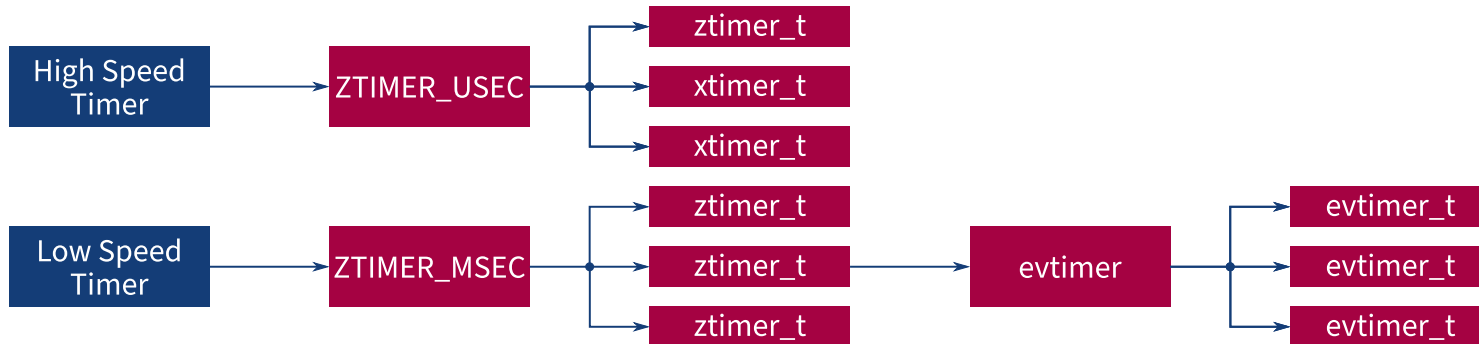 High Speed
Timer
ZTIMER_USEC
ztimer_t
xtimer_t
xtimer_t
Low Speed
Timer
ZTIMER_MSEC
ztimer_t
ztimer_t
ztimer_t
evtimer
evtimer_t
evtimer_t
evtimer_t